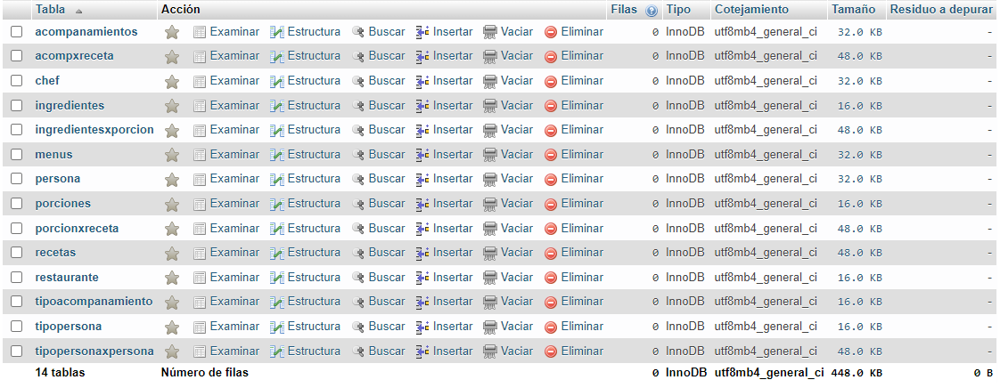 Tabla Acción Filas Tipo Cotejamiento Tamaño Residuo a depurar
acompanamientos Examinar Estructura Buscar Insertar Vaciar Eliminar 0 InnoDB utf8mb4_general_ci 32.0 KB -
acompxreceta Examinar Estructura Buscar Insertar Vaciar Eliminar 0 InnoDB utf8mb4_general_ci 48.0 KB -
chef Examinar Estructura Buscar Insertar Vaciar Eliminar 0 InnoDB utf8mb4_general_ci 32.0 KB -
ingredientes Examinar Estructura Buscar Insertar Vaciar Eliminar 0 InnoDB utf8mb4_general_ci 16.0 KB -
ingredientesxporcion Examinar Estructura Buscar Insertar Vaciar Eliminar 0 InnoDB utf8mb4_general_ci 48.0 KB -
menus Examinar Estructura Buscar Insertar Vaciar Eliminar 0 InnoDB utf8mb4_general_ci 32.0 KB -
persona Examinar Estructura Buscar Insertar Vaciar Eliminar 0 InnoDB utf8mb4_general_ci 32.0 KB -
porciones Examinar Estructura Buscar Insertar Vaciar Eliminar 0 InnoDB utf8mb4_general_ci 16.0 KB -
porcionxreceta Examinar Estructura Buscar Insertar Vaciar Eliminar 0 InnoDB utf8mb4_general_ci 48.0 KB -
recetas Examinar Estructura Buscar Insertar Vaciar Eliminar 0 InnoDB utf8mb4_general_ci 48.0 KB -
restaurante Examinar Estructura Buscar Insertar Vaciar Eliminar 0 InnoDB utf8mb4_general_ci 16.0 KB -
tipoacompanamiento Examinar Estructura Buscar Insertar Vaciar Eliminar 0 InnoDB utf8mb4_general_ci 16.0 KB -
tipopersona Examinar Estructura Buscar Insertar Vaciar Eliminar 0 InnoDB utf8mb4_general_ci 16.0 KB -
tipopersonaxpersona Examinar Estructura Buscar Insertar Vaciar Eliminar 0 InnoDB utf8mb4_general_ci 48.0 KB -
14 tablas Número de filas 0 InnoDB utf8mb4_general_ci 448.0 KB 0 B